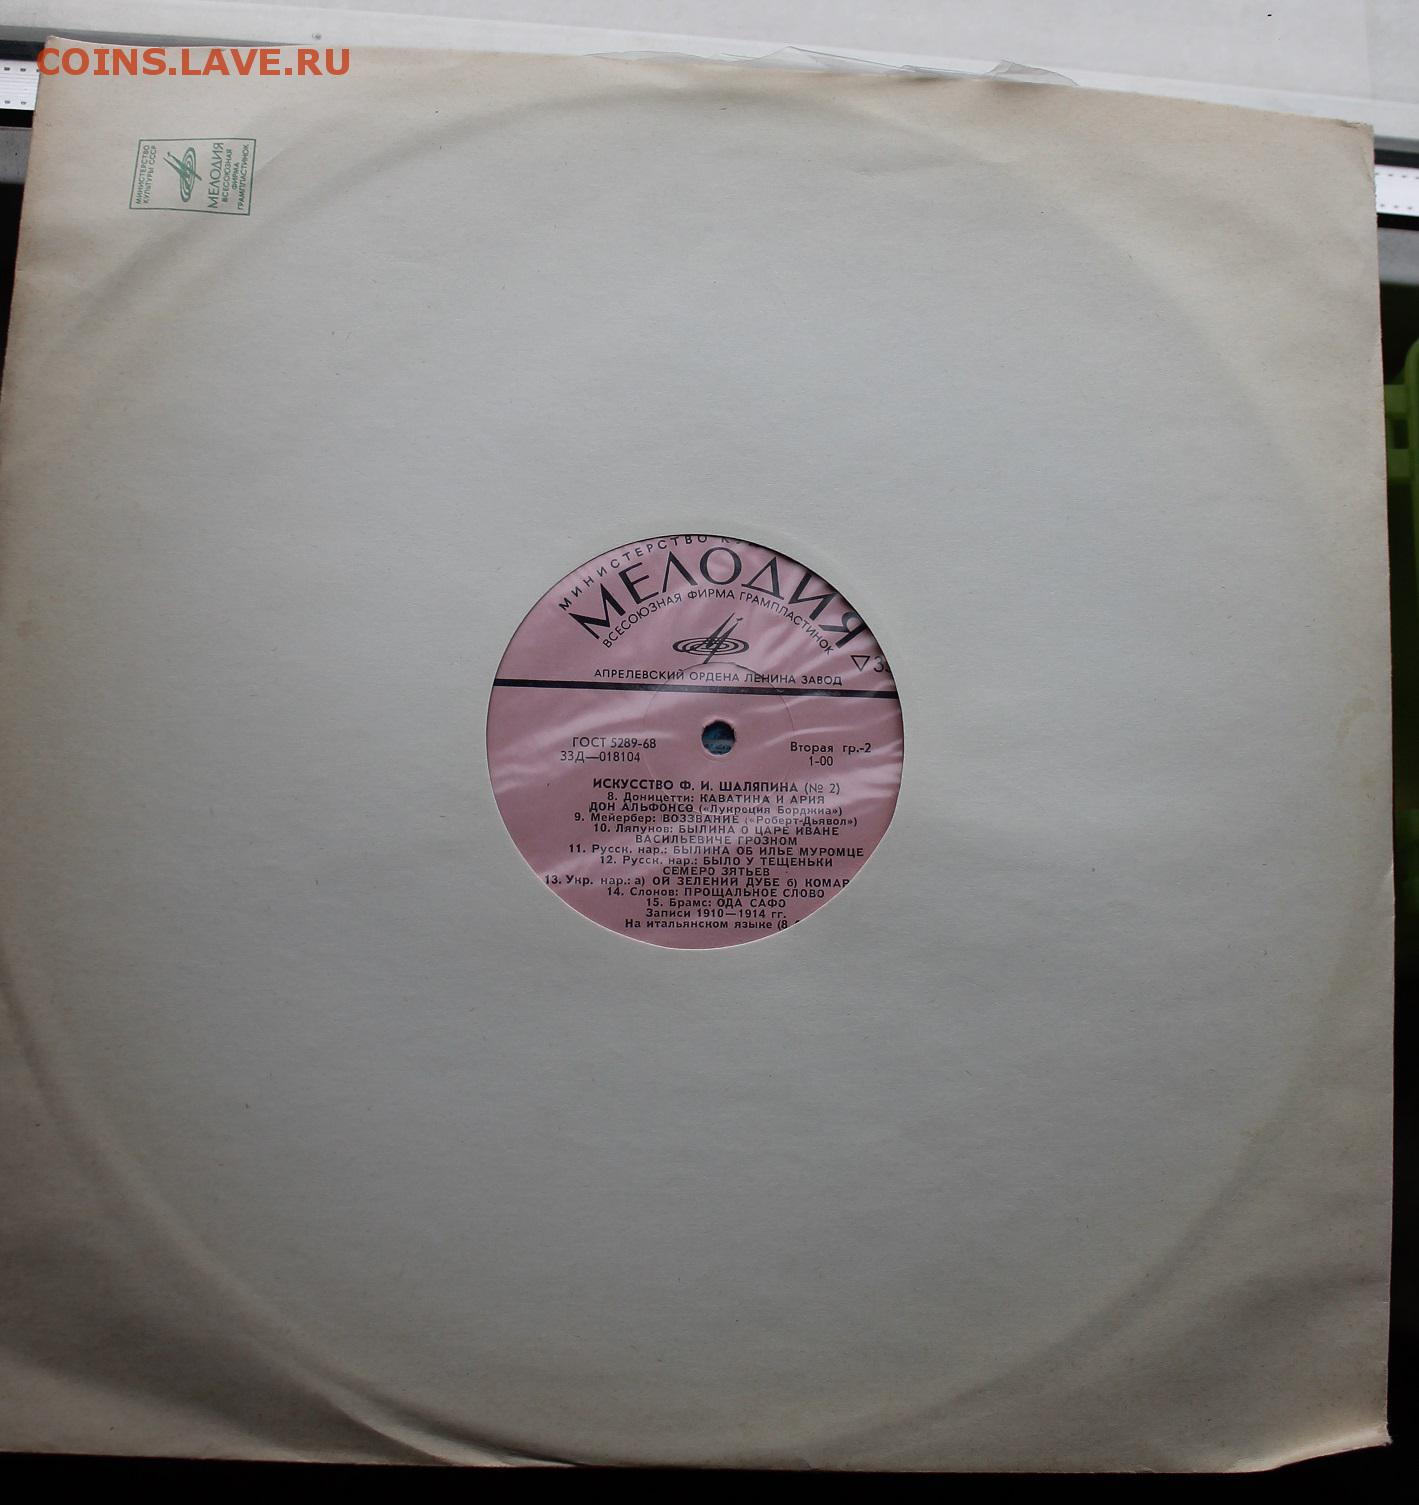 COINS.LAVE.RU
МИНИСТЕРСТВО
КУЛЬТУРЫ СССР
МЕЛОДИЯ
ВСЕСОЮЗНАЯ
ФИРМА
ГРАМПЛАСТИНОК
МИНИСТЕРСТВО
МЕЛОДИЯ
ВСЕСОЮЗНАЯ ФИРМА ГРАМПЛАСТИНОК
АПРЕЛЕВСКИЙ ОРДЕНА ЛЕНИНА ЗАВОД
ГОСТ 5289-68 Вторая гр.-2
33Д—018104 1-00
ИСКУССТВО Ф. И. ШАЛЯПИНА (№ 2)
8. Доницетти: КАВАТИНА И АРИЯ
ДОН АЛЬФОНСО («Лукреция Борджиа»)
9. Мейербер: ВОЗЗВАНИЕ («Роберт-Дьявол»)
10. Ляпунов: БЫЛИНА О ЦАРЕ ИВАНЕ
ВАСИЛЬЕВИЧЕ ГРОЗНОМ
11. Русск. нар.: БЫЛИНА ОБ ИЛЬЕ МУРОМЦЕ
12. Русск. нар.: БЫЛО У ТЕЩЕНЬКИ
СЕМЕРО ЗЯТЬЕВ
13. Укр. нар.: а) ОЙ ЗЕЛЕНИЙ ДУБЕ б) КОМАР
14. Слонов: ПРОЩАЛЬНОЕ СЛОВО
15. Брамс: ОДА САФО
Записи 1910—1914 гг.
На итальянском языке (8